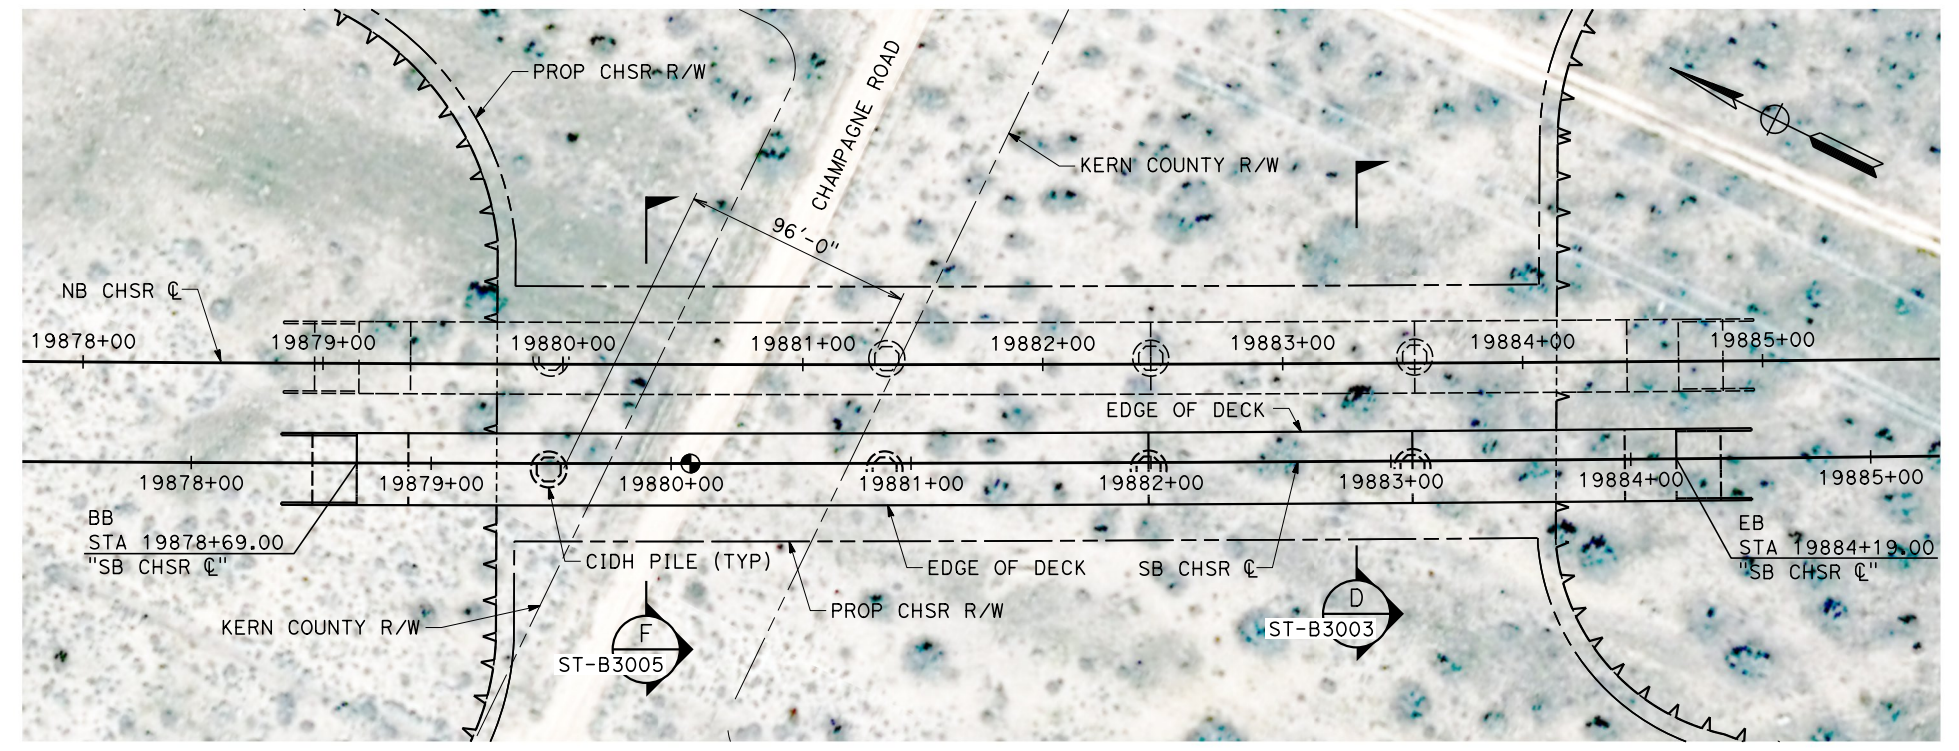 PROP CHSR R/W
CHAMPAGNE ROAD
KERN COUNTY R/W
96'-0"
NB CHSR ℄
19878+00
19879+00
19880+00
19881+00
19882+00
19883+00
19884+00
19885+00
EDGE OF DECK
19878+00
19879+00
19880+00
19881+00
19882+00
19883+00
19884+00
19885+00
BB
STA 19878+69.00
"SB CHSR ℄"
EB
STA 19884+19.00
"SB CHSR ℄"
CIDH PILE (TYP)
EDGE OF DECK
SB CHSR ℄
PROP CHSR R/W
KERN COUNTY R/W
F
ST-B3005
D
ST-B3003